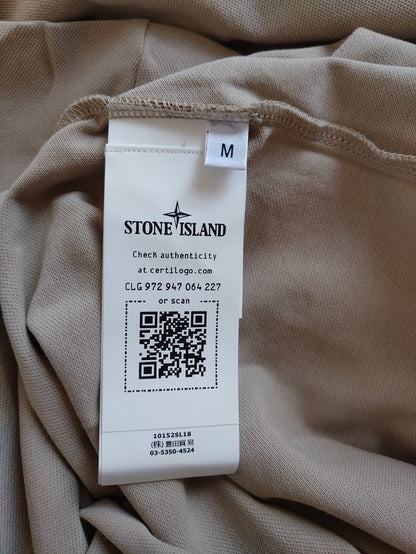 M
STONE ISLAND
Check authenticity
at certilogo.com
CLG 972 947 064 227
or scan
10152SL18
(株) 豊田貿易
03-5350-4524